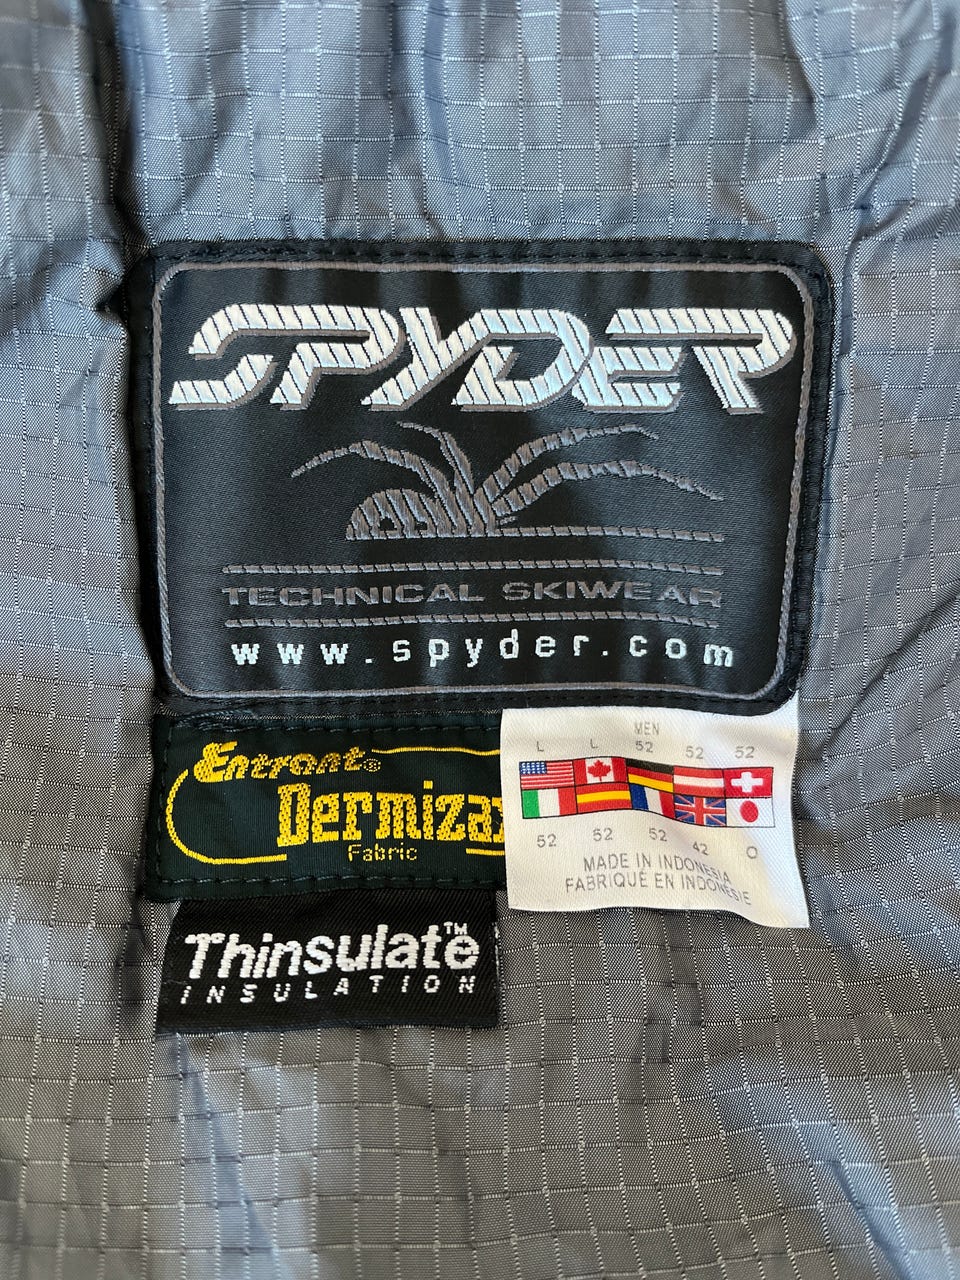 SPYDER
TECHNICAL SKIWEAR
www.spyder.com
Entrant®
Dermizax
Fabric
MEN
L L 52 52 52
52 52 52 42 O
MADE IN INDONESIA
FABRIQUÉ EN INDONÉSIE
Thinsulate™
INSULATION